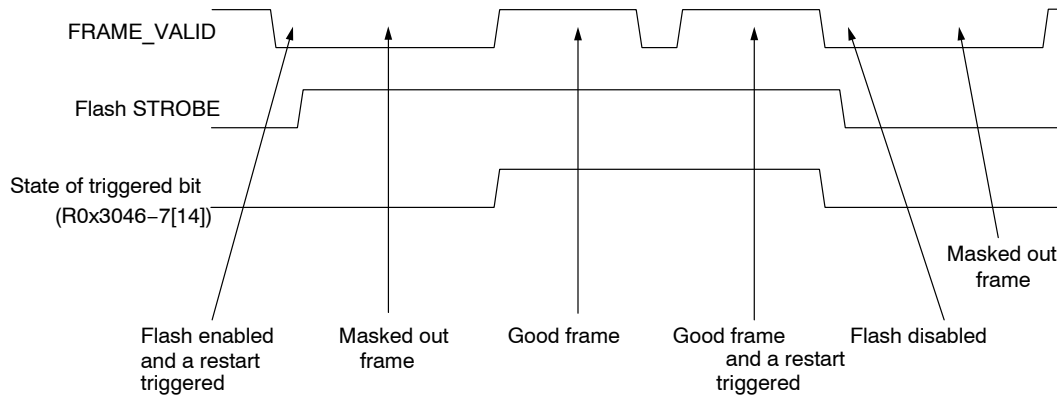 FRAME_VALID
Flash STROBE
State of triggered bit
(R0x3046−7[14])
Masked out
frame
Flash enabled
and a restart
triggered
Masked out
frame
Good frame
Good frame
and a restart
triggered
Flash disabled